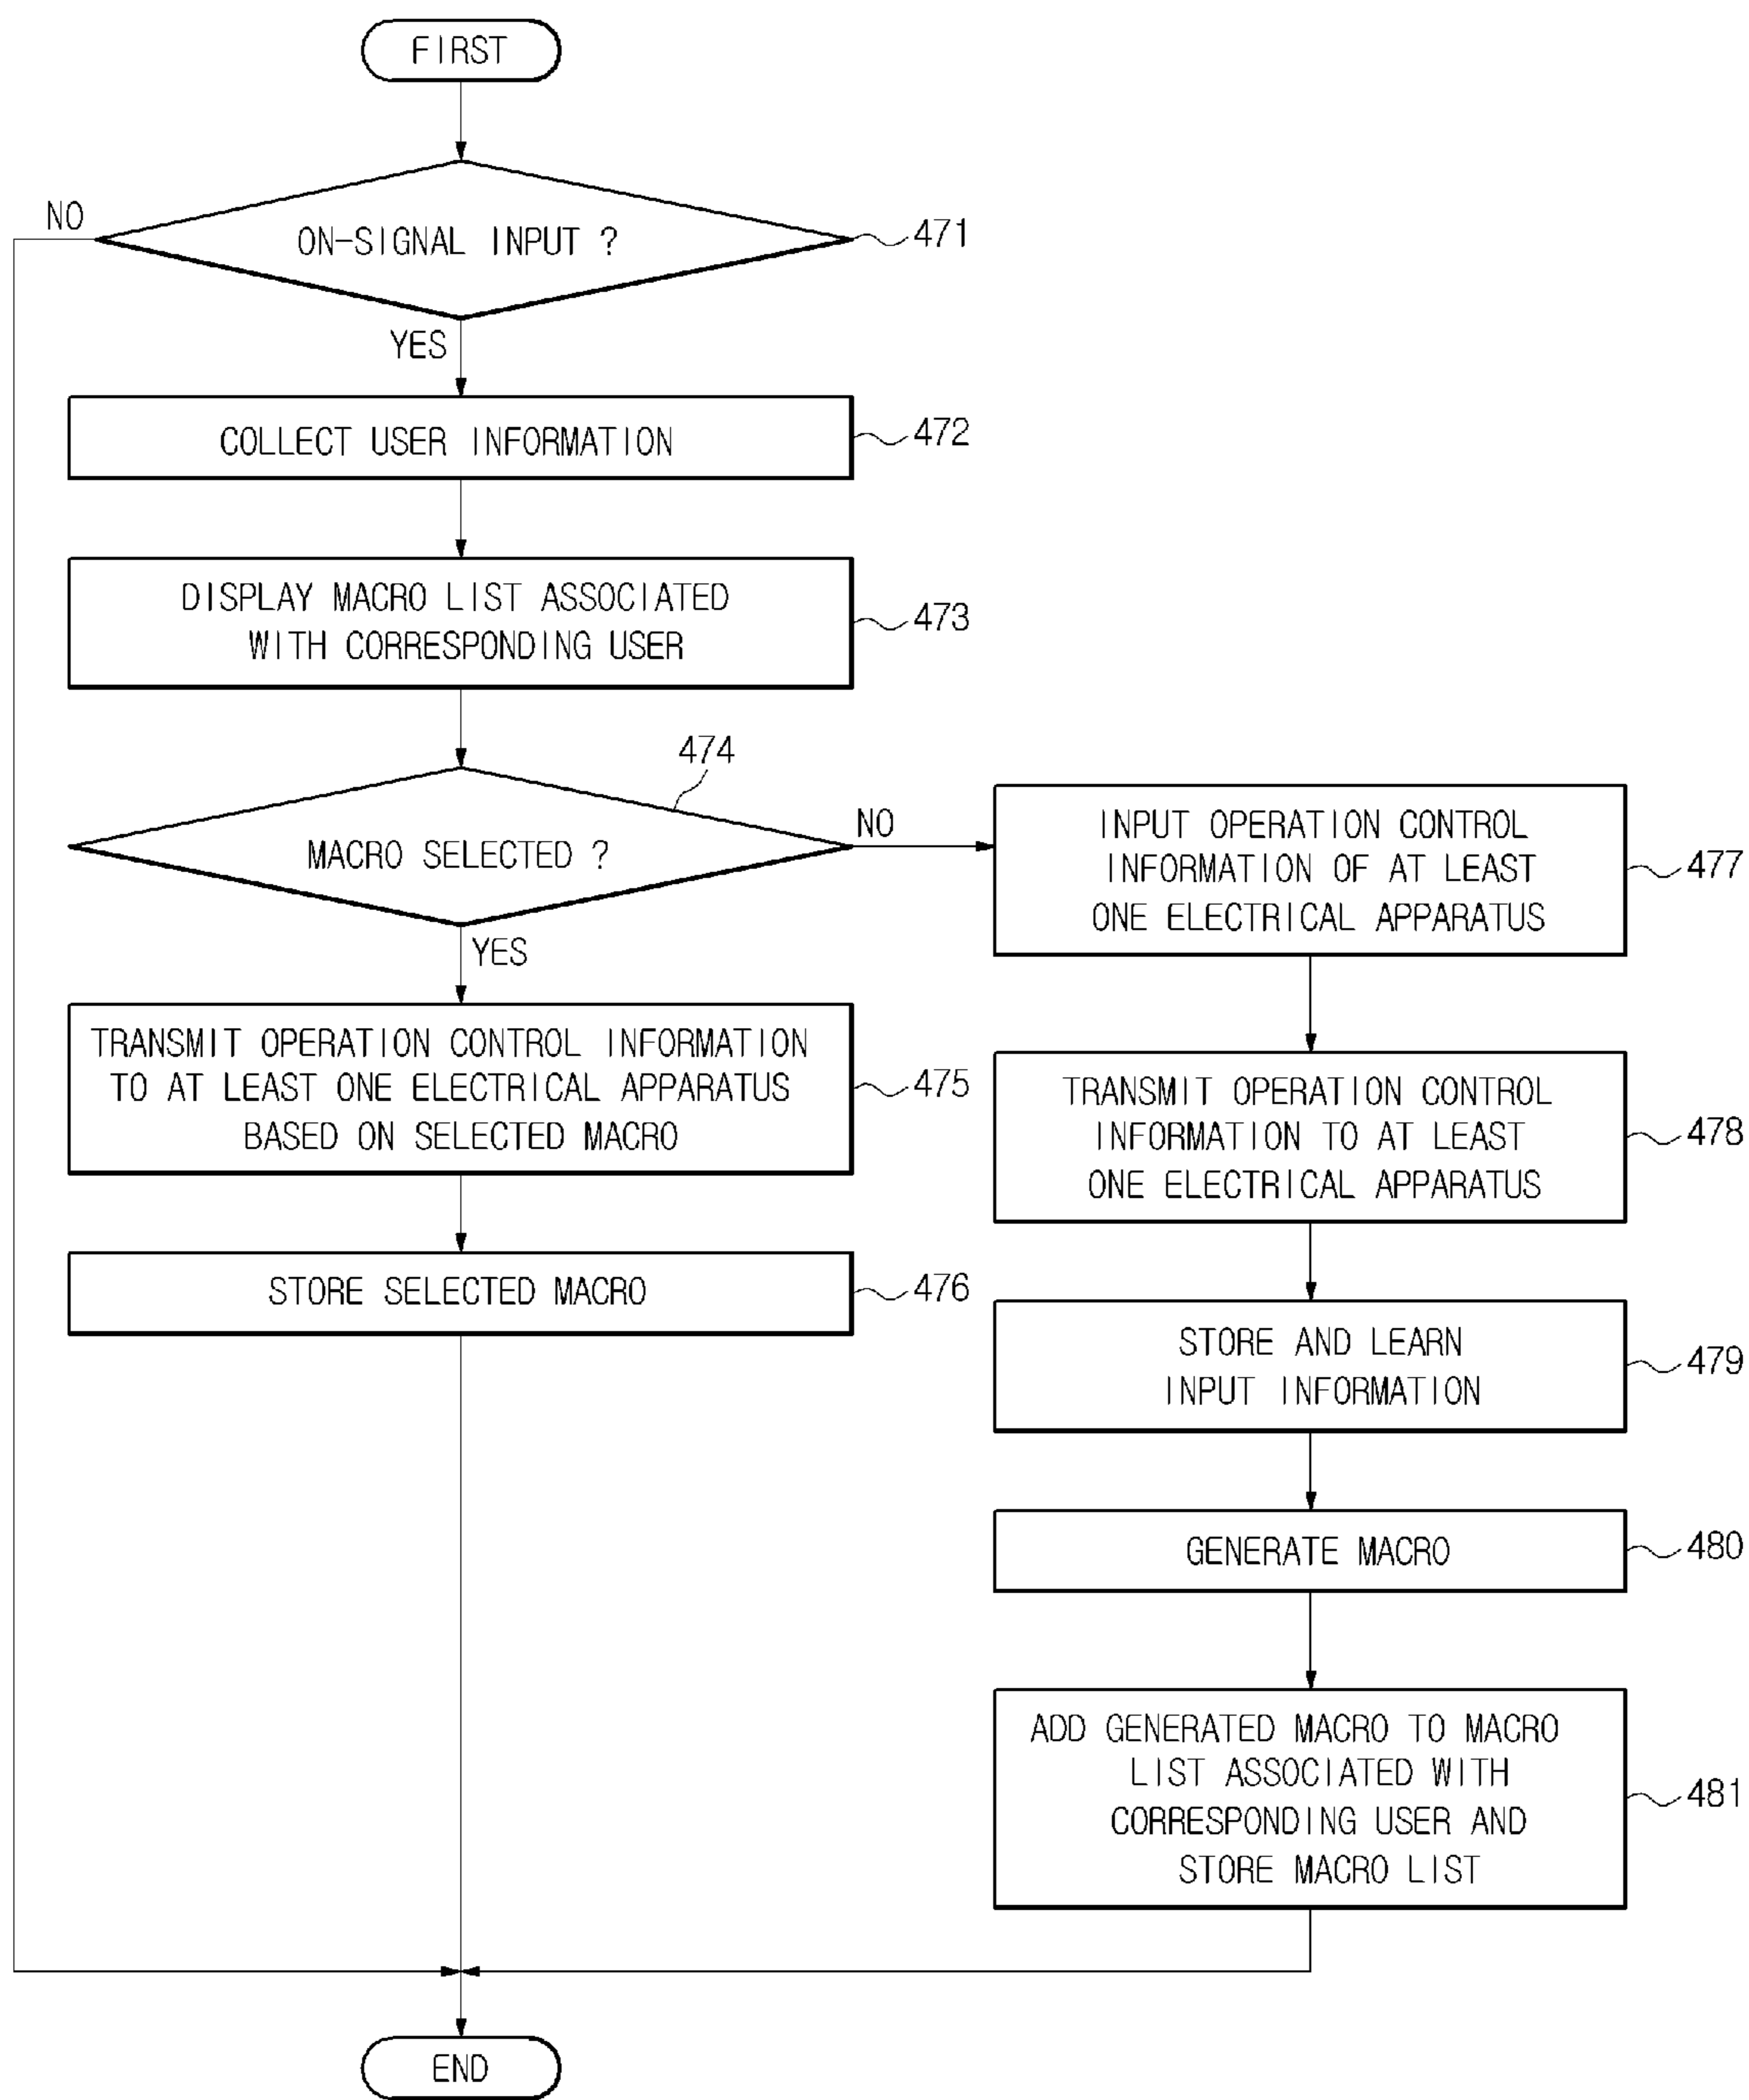 FIRST
NO
ON-SIGNAL INPUT ?
471
YES
COLLECT USER INFORMATION
472
DISPLAY MACRO LIST ASSOCIATED
WITH CORRESPONDING USER
473
474
MACRO SELECTED ?
NO
YES
TRANSMIT OPERATION CONTROL INFORMATION
TO AT LEAST ONE ELECTRICAL APPARATUS
BASED ON SELECTED MACRO
475
STORE SELECTED MACRO
476
INPUT OPERATION CONTROL
INFORMATION OF AT LEAST
ONE ELECTRICAL APPARATUS
477
TRANSMIT OPERATION CONTROL
INFORMATION TO AT LEAST
ONE ELECTRICAL APPARATUS
478
STORE AND LEARN
INPUT INFORMATION
479
GENERATE MACRO
480
ADD GENERATED MACRO TO MACRO
LIST ASSOCIATED WITH
CORRESPONDING USER AND
STORE MACRO LIST
481
END